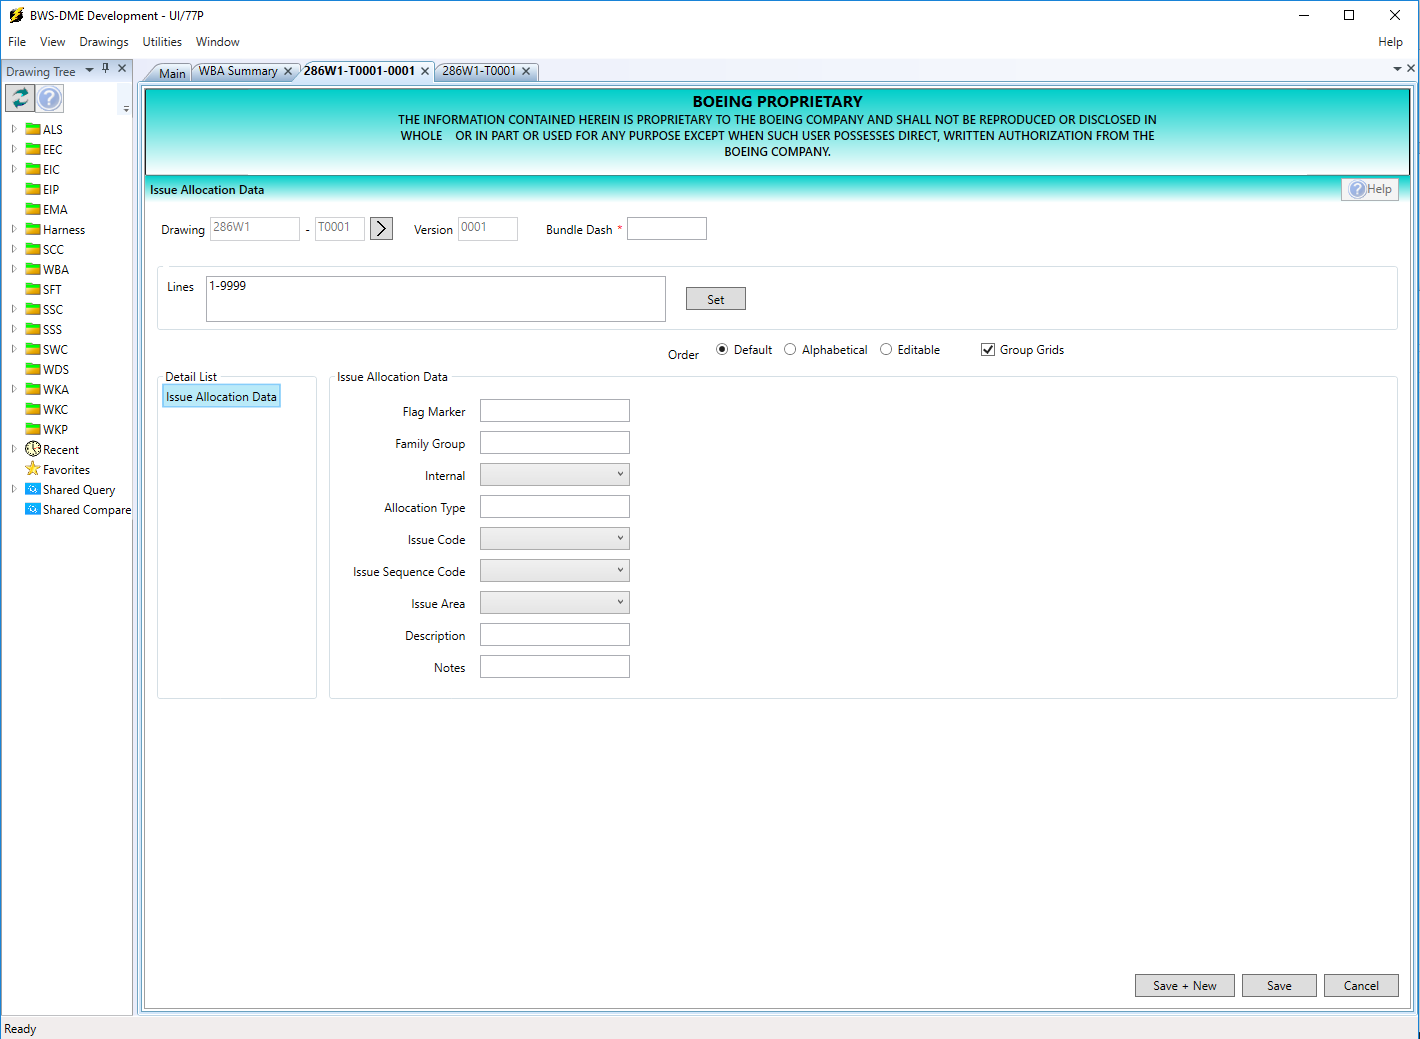 BWS-DME Development - UI/77P
File View Drawings Utilities Window Help
Drawing Tree
Main
WBA Summary
286W1-T0001-0001
286W1-T0001
ALS
EEC
EIC
EIP
EMA
Harness
SCC
WBA
SFT
SSC
SSS
SWC
WDS
WKA
WKC
WKP
Recent
Favorites
Shared Query
Shared Compare
BOEING PROPRIETARY
THE INFORMATION CONTAINED HEREIN IS PROPRIETARY TO THE BOEING COMPANY AND SHALL NOT BE REPRODUCED OR DISCLOSED IN
WHOLE OR IN PART OR USED FOR ANY PURPOSE EXCEPT WHEN SUCH USER POSSESSES DIRECT, WRITTEN AUTHORIZATION FROM THE
BOEING COMPANY.
Issue Allocation Data
? Help
Drawing 286W1 - T0001 > Version 0001 Bundle Dash *
Lines 1-9999 Set
Order Default Alphabetical Editable Group Grids
Detail List
Issue Allocation Data
Issue Allocation Data
Flag Marker
Family Group
Internal
Allocation Type
Issue Code
Issue Sequence Code
Issue Area
Description
Notes
Save + New Save Cancel
Ready